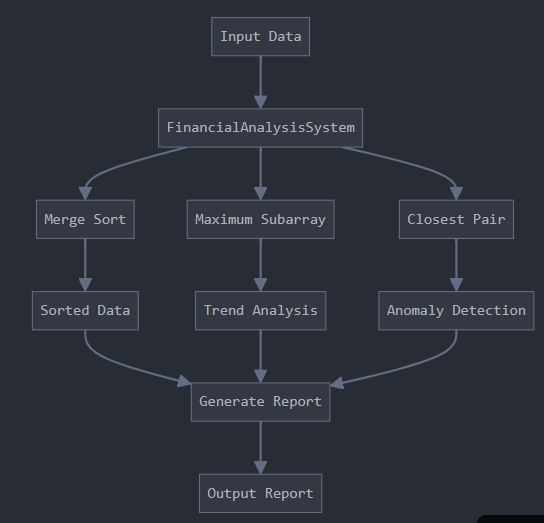 Input Data
FinancialAnalysisSystem
Merge Sort
Maximum Subarray
Closest Pair
Sorted Data
Trend Analysis
Anomaly Detection
Generate Report
Output Report